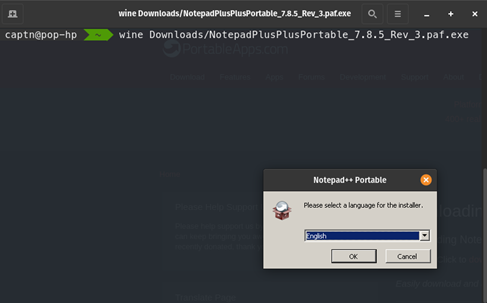 wine Downloads/NotepadPlusPlusPortable_7.8.5_Rev_3.paf.exe
captn@pop-hp ~ wine Downloads/NotepadPlusPlusPortable_7.8.5_Rev_3.paf.exe
PortableApps.com
Notepad++ Portable
Please select a language for the installer.
English
OK
Cancel